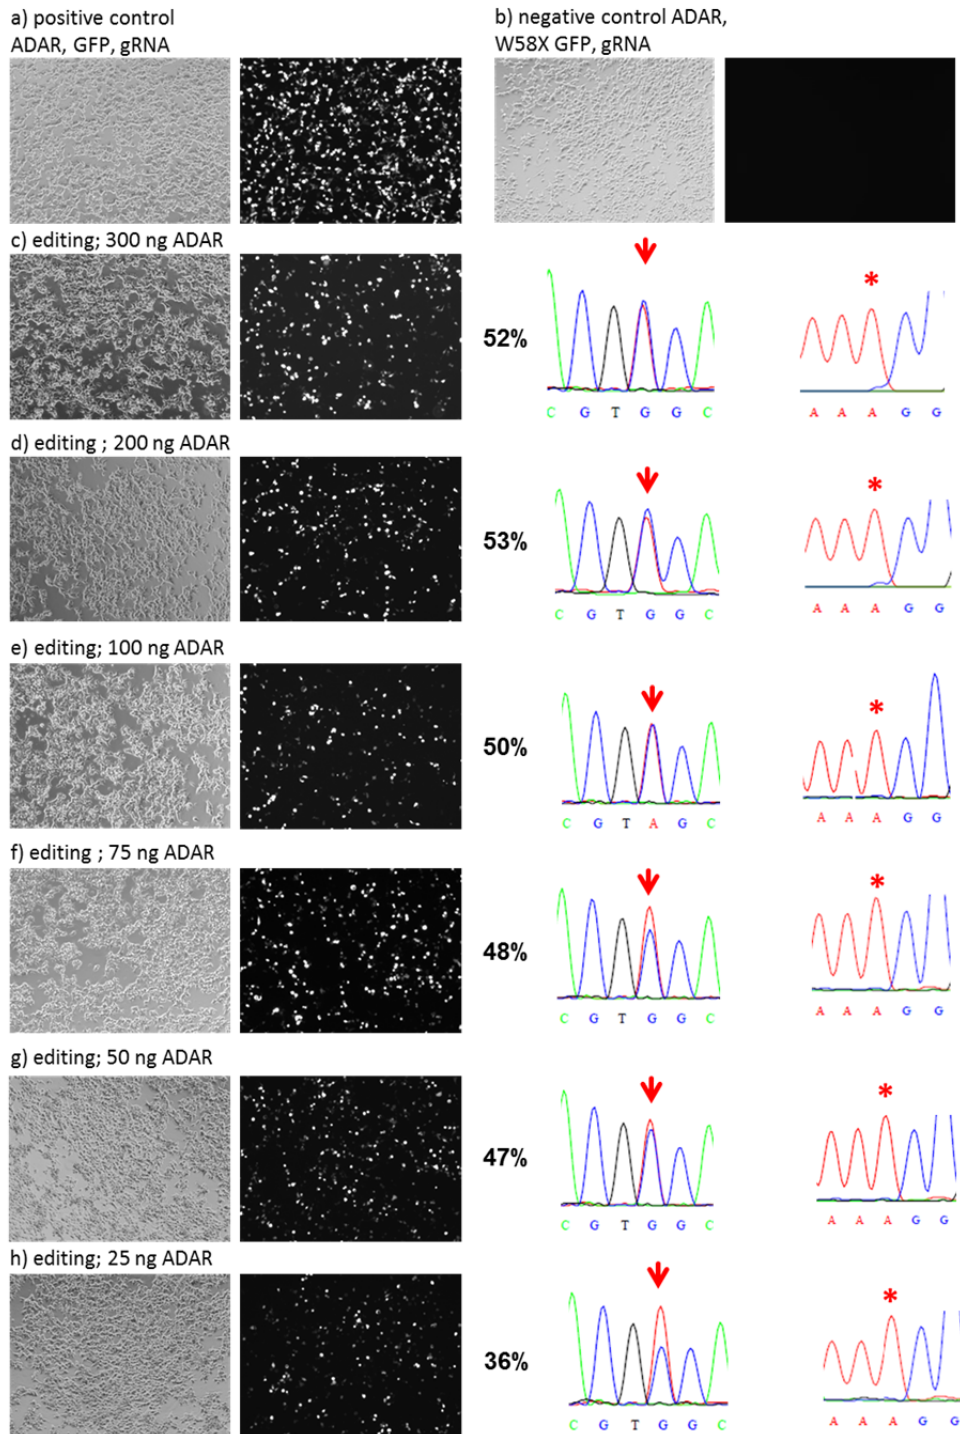 a) positive control
ADAR, GFP, gRNA
b) negative control ADAR,
W58X GFP, gRNA
c) editing; 300 ng ADAR
52%
*
C G T G G C
A A A G G
d) editing ; 200 ng ADAR
53%
*
C G T G G C
A A A G G
e) editing; 100 ng ADAR
50%
*
C G T A G C
A A A G G
f) editing ; 75 ng ADAR
48%
*
C G T G G C
A A A G G
g) editing; 50 ng ADAR
47%
*
C G T G G C
A A A G G
h) editing; 25 ng ADAR
36%
*
C G T G G C
A A A G G